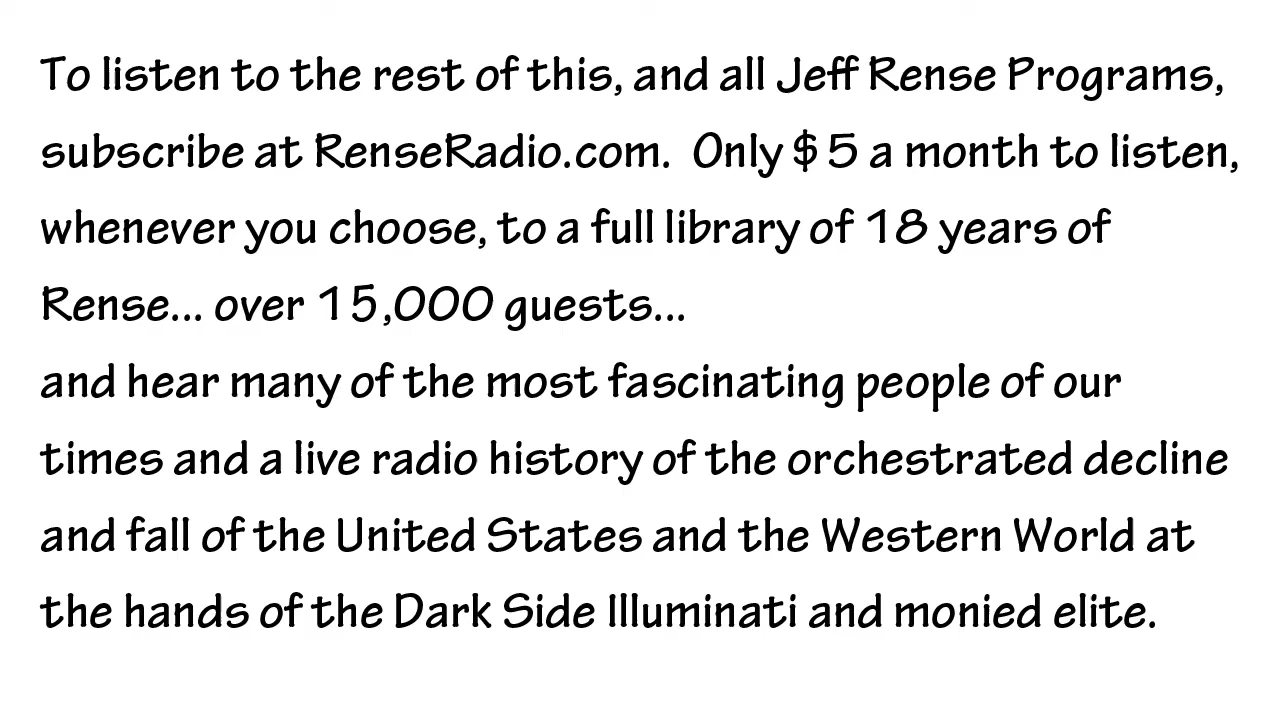 To listen to the rest of this, and all Jeff Rense Programs,
subscribe at RenseRadio.com.  Only $5 a month to listen,
whenever you choose, to a full library of 18 years of
Rense... over 15,000 guests...
and hear many of the most fascinating people of our
times and a live radio history of the orchestrated decline
and fall of the United States and the Western World at
the hands of the Dark Side Illuminati and monied elite.